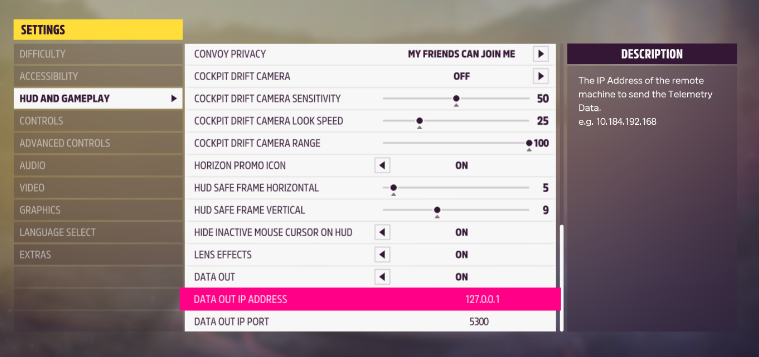 SETTINGS
DIFFICULTY
ACCESSIBILITY
HUD AND GAMEPLAY
CONTROLS
ADVANCED CONTROLS
AUDIO
VIDEO
GRAPHICS
LANGUAGE SELECT
EXTRAS
CONVOY PRIVACY MY FRIENDS CAN JOIN ME
COCKPIT DRIFT CAMERA OFF
COCKPIT DRIFT CAMERA SENSITIVITY 50
COCKPIT DRIFT CAMERA LOOK SPEED 25
COCKPIT DRIFT CAMERA RANGE 100
HORIZON PROMO ICON ON
HUD SAFE FRAME HORIZONTAL 5
HUD SAFE FRAME VERTICAL 9
HIDE INACTIVE MOUSE CURSOR ON HUD ON
LENS EFFECTS ON
DATA OUT ON
DATA OUT IP ADDRESS 127.0.0.1
DATA OUT IP PORT 5300
DESCRIPTION
The IP Address of the remote
machine to send the Telemetry
Data.
e.g. 10.184.192.168